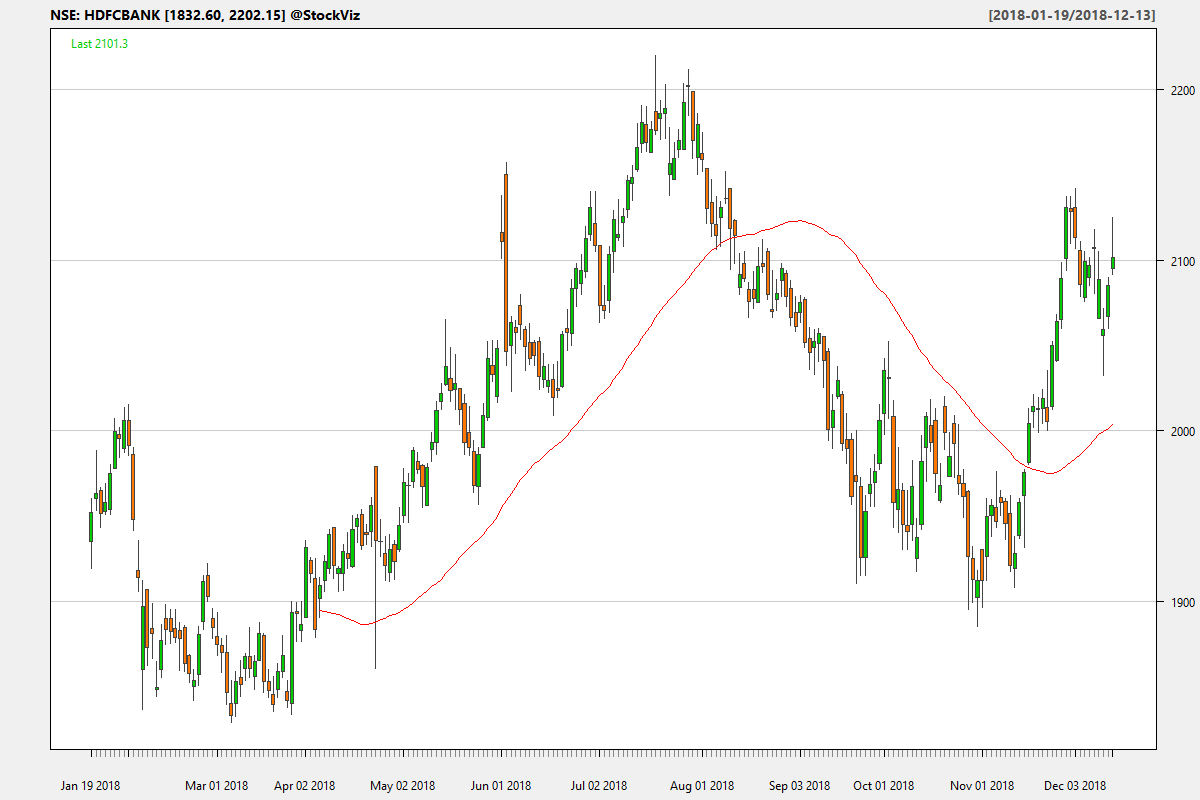 NSE: HDFCBANK [1832.60, 2202.15] @StockViz
[2018-01-19/2018-12-13]
Last 2101.3
2200
2100
2000
1900
Jan 19 2018 Mar 01 2018 Apr 02 2018 May 02 2018 Jun 01 2018 Jul 02 2018 Aug 01 2018 Sep 03 2018 Oct 01 2018 Nov 01 2018 Dec 03 2018